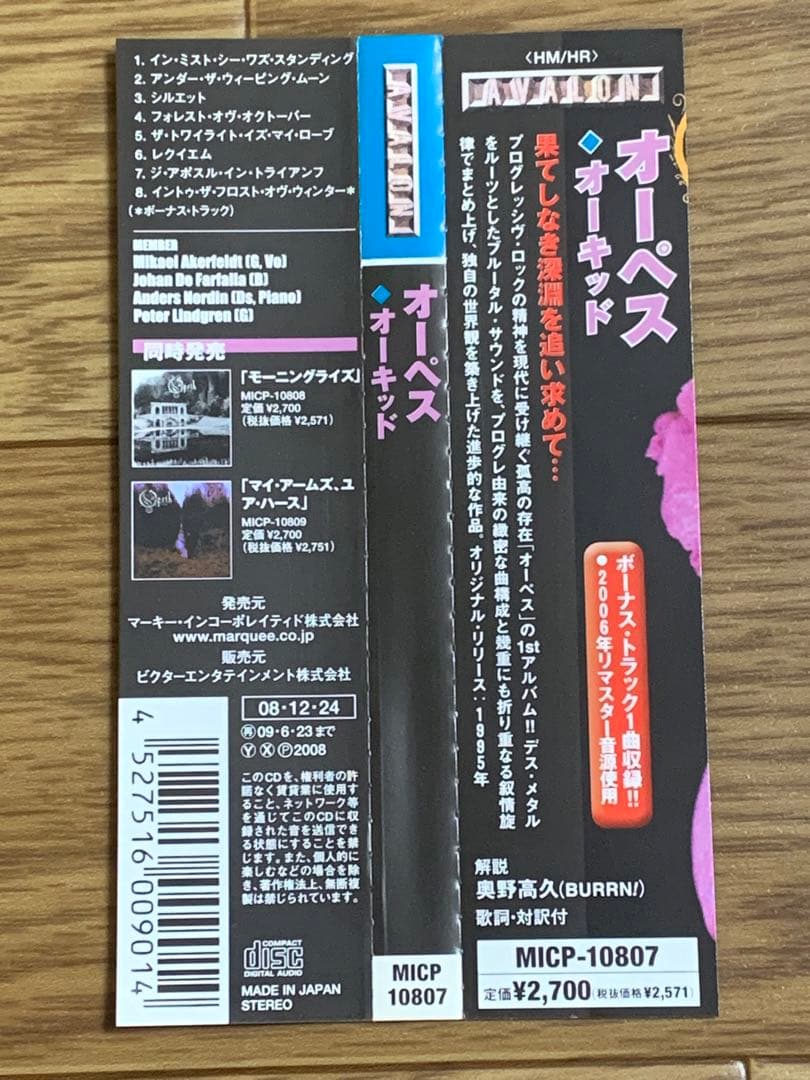 1. イン・ミスト・シー・ワズ・スタンディング
2. アンダー・ザ・ウィーピング・ムーン
3. シルエット
4. フォレスト・オヴ・オクトーバー
5. ザ・トワイライト・イズ・マイ・ローブ
6. レクイエム
7. ジ・アポスル・イン・トライアンフ
8. イントゥ・ザ・フロスト・オヴ・ウィンター*
(*ボーナス・トラック)
MEMBER
Mikael Akerfeldt (G, Vo)
Johan De Farfalla (B)
Anders Nordin (Ds, Piano)
Peter Lindgren (G)
同時発売
Opeth
「モーニングライズ」
MICP-10808
定価 ¥2,700
(税抜価格 ¥2,571)
Opeth
「マイ・アームズ、ユ
ア・ハース」
MICP-10809
定価 ¥2,700
(税抜価格 ¥2,751)
発売元
マーキー・インコーポレイティド株式会社
www.marquee.co.jp
販売元
ビクターエンタテインメント株式会社
4 527516 009014
08・12・24
再09・6・23まで
Ⓨ Ⓧ Ⓟ2008
このCDを、権利者の許
諾なく賃貸業に使用す
ること、ネットワーク等
を通じてこのCDに収
録された音を送信でき
る状態にすることを禁
じます。また、個人的に
楽しむなどの場合を除
き、著作権法上、無断複
製は禁じられています。
COMPACT
disc
DIGITAL AUDIO
MADE IN JAPAN
STEREO
AVALON
オーペス
◆オーキッド
MICP
10807
〈HM/HR〉
AVALON
オーペス
◆オーキッド
果てしなき深淵を追い求めて…
プログレッシヴ・ロックの精神を現代に受け継ぐ孤高の存在「オーペス」の1stアルバム!! デス・メタル
をルーツとしたブルータル・サウンドを、プログレ由来の緻密な曲構成と幾重にも折り重なる叙情旋
律でまとめ上げ、独自の世界観を築き上げた進歩的な作品。オリジナル・リリース:1995年
ボーナス・トラック1曲収録!!
●2006年リマスター音源使用
解説
奥野高久(BURRN!)
歌詞・対訳付
MICP-10807
定価¥2,700(税抜価格 ¥2,571)